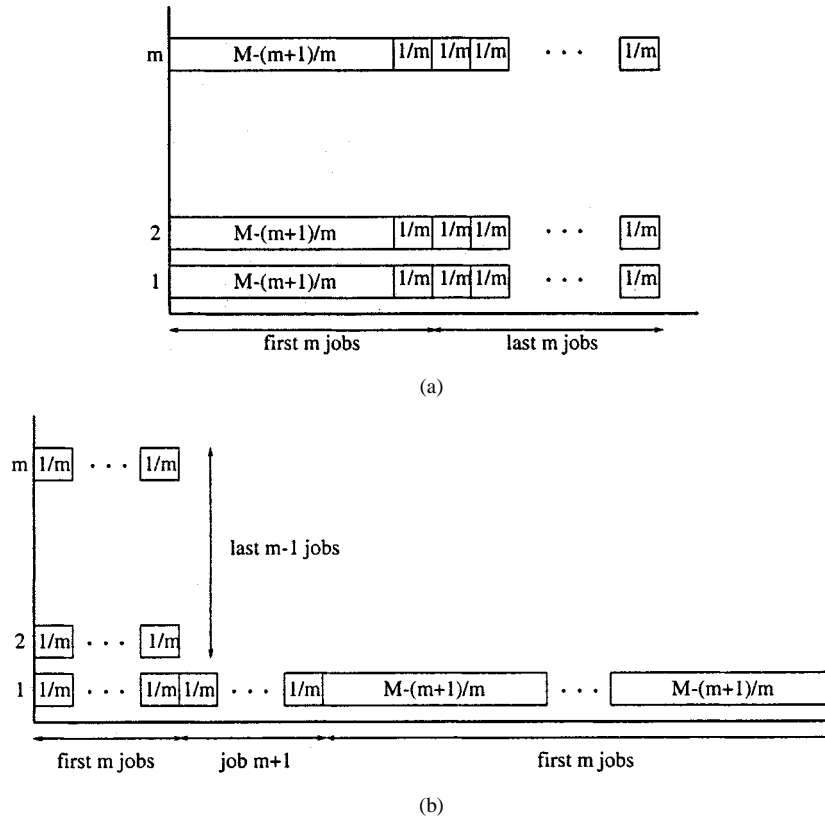 m M-(m+1)/m 1/m 1/m 1/m · · · 1/m
2 M-(m+1)/m 1/m 1/m 1/m · · · 1/m
1 M-(m+1)/m 1/m 1/m 1/m · · · 1/m
first m jobs last m jobs
(a)
m 1/m · · · 1/m
last m-1 jobs
2 1/m · · · 1/m
1 1/m · · · 1/m 1/m · · · 1/m M-(m+1)/m · · · M-(m+1)/m
first m jobs job m+1 first m jobs
(b)